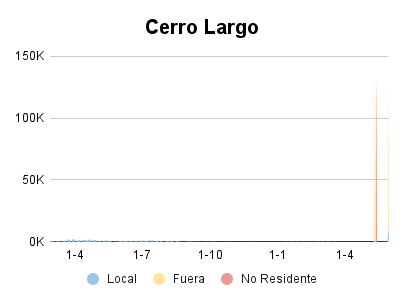 Cerro Largo
150K
100K
50K
0K
1-4 1-7 1-10 1-1 1-4
Local Fuera No Residente